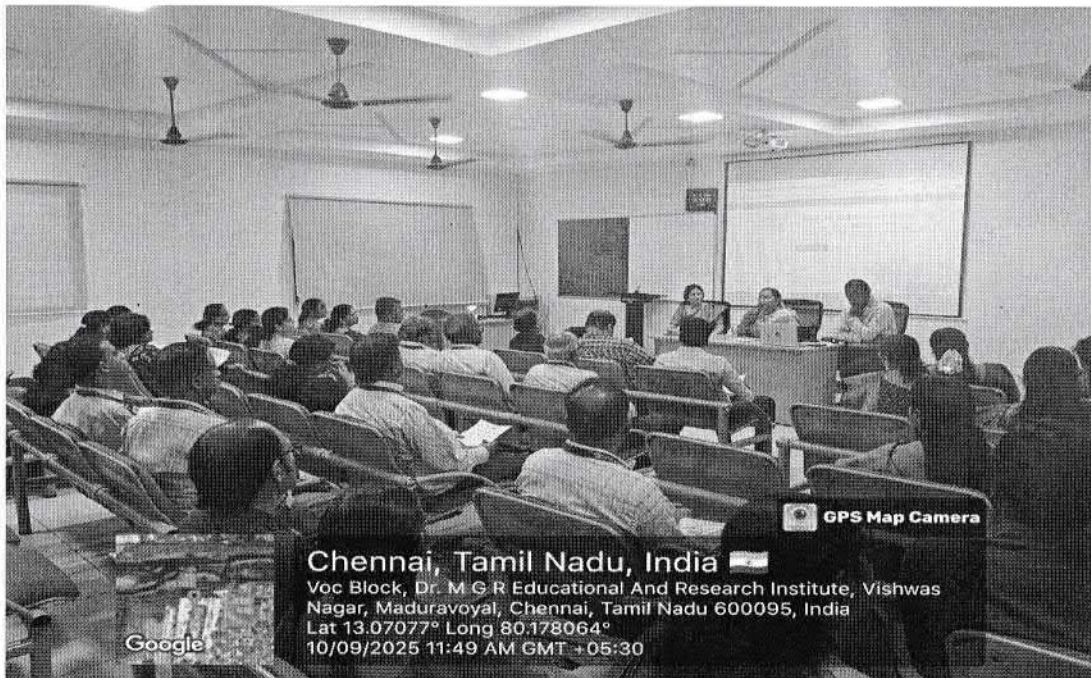 GPS Map Camera
Chennai, Tamil Nadu, India
Voc Block, Dr. M G R Educational And Research Institute, Vishwas
Nagar, Maduravoyal, Chennai, Tamil Nadu 600095, India
Lat 13.07077° Long 80.178064°
10/09/2025 11:49 AM GMT +05:30
Google